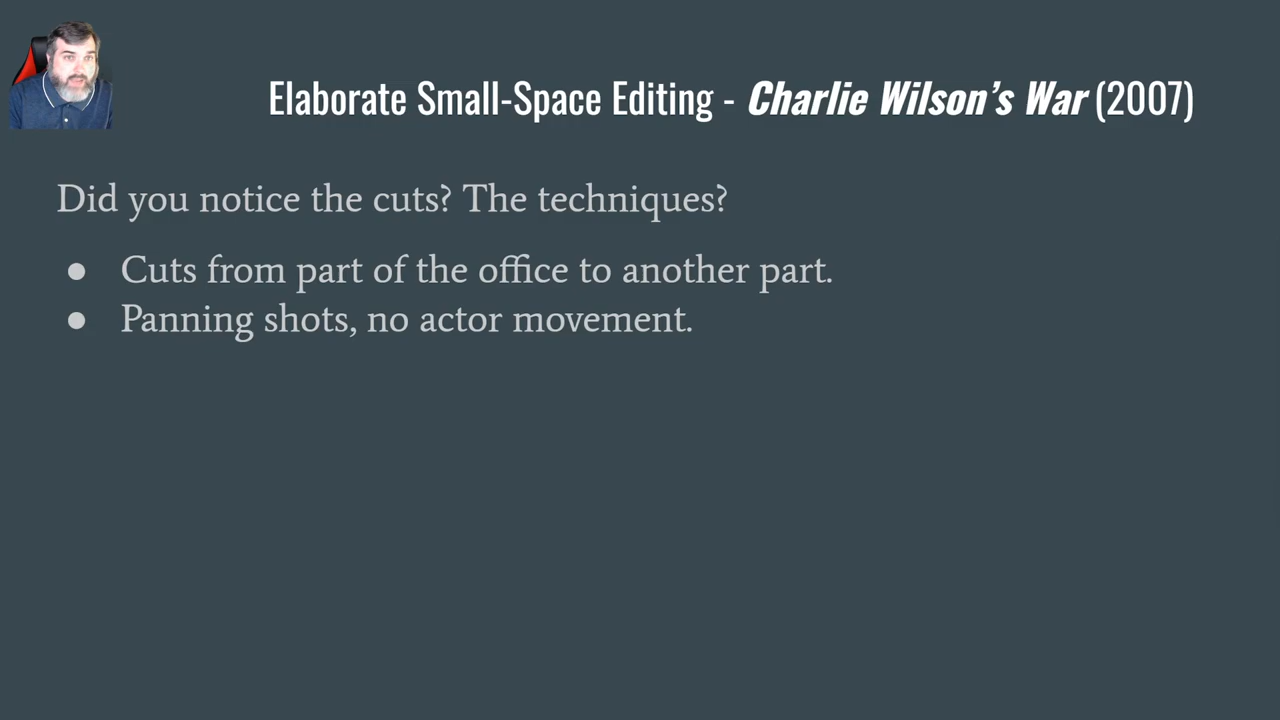 Elaborate Small-Space Editing - Charlie Wilson’s War (2007)
Did you notice the cuts? The techniques?
● Cuts from part of the office to another part.
● Panning shots, no actor movement.